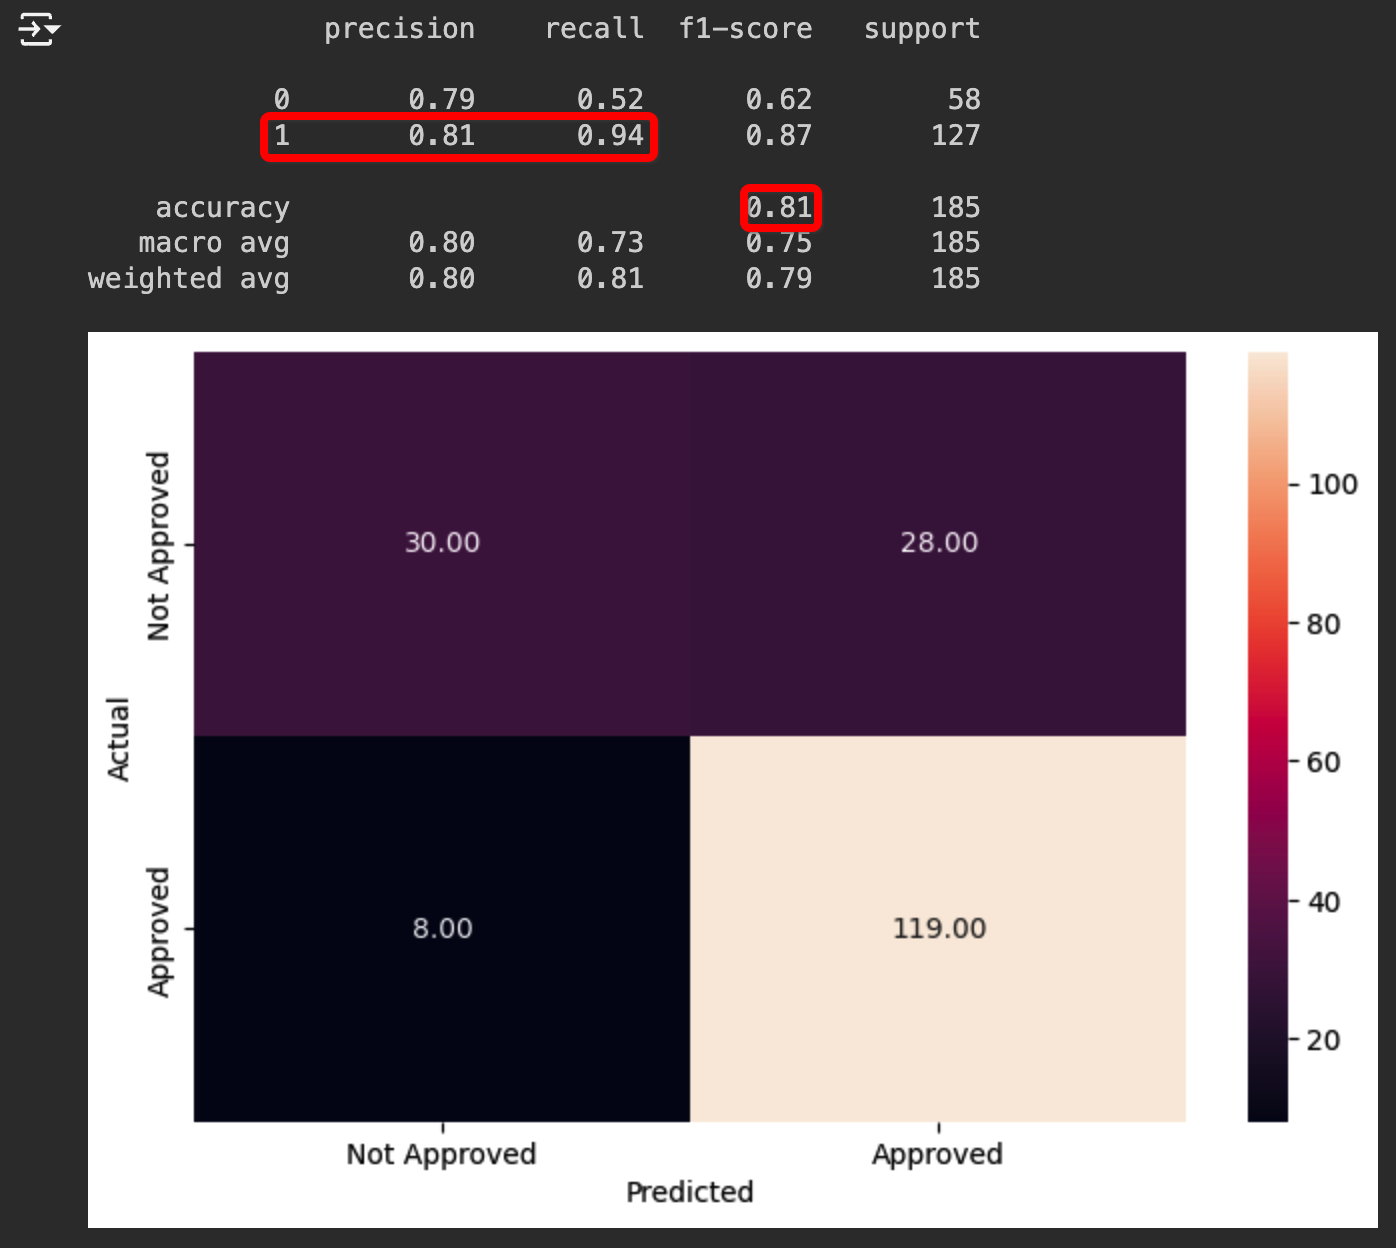 precision recall f1-score support
0 0.79 0.52 0.62 58
1 0.81 0.94 0.87 127
accuracy 0.81 185
macro avg 0.80 0.73 0.75 185
weighted avg 0.80 0.81 0.79 185
Actual
Not Approved
Approved
30.00 28.00
8.00 119.00
Not Approved Approved
Predicted
100
80
60
40
20